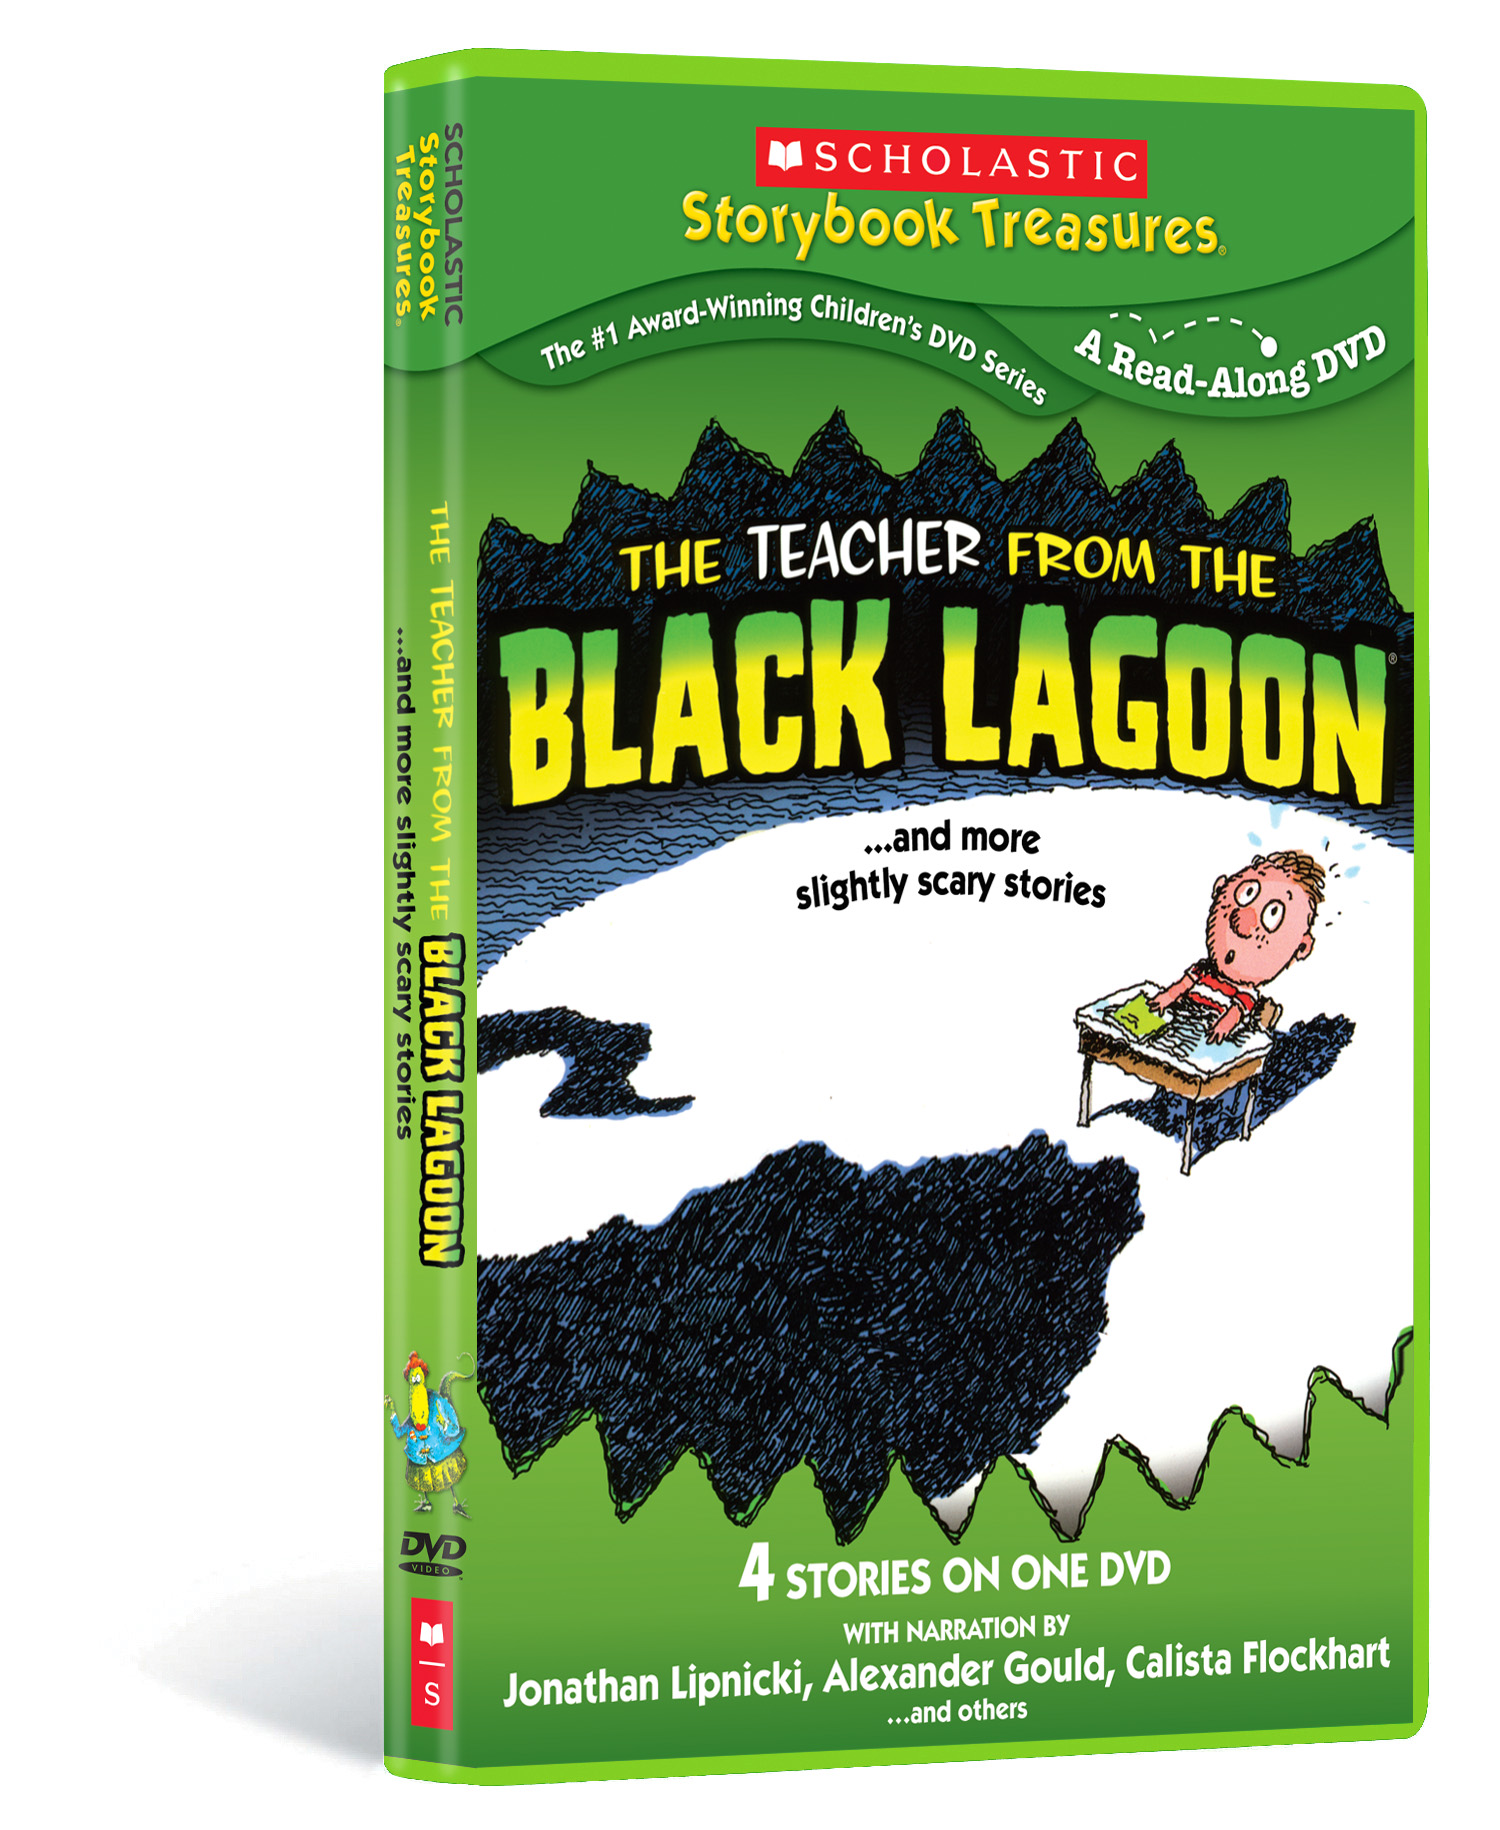 SCHOLASTIC
Storybook Treasures®
The #1 Award-Winning Children's DVD Series
A Read-Along DVD
THE TEACHER FROM THE
BLACK LAGOON®
...and more
slightly scary stories
4 STORIES ON ONE DVD
WITH NARRATION BY
Jonathan Lipnicki, Alexander Gould, Calista Flockhart
...and others
SCHOLASTIC
Storybook
Treasures®
THE TEACHER FROM THE BLACK LAGOON
...and more slightly scary stories
DVD
VIDEO
S